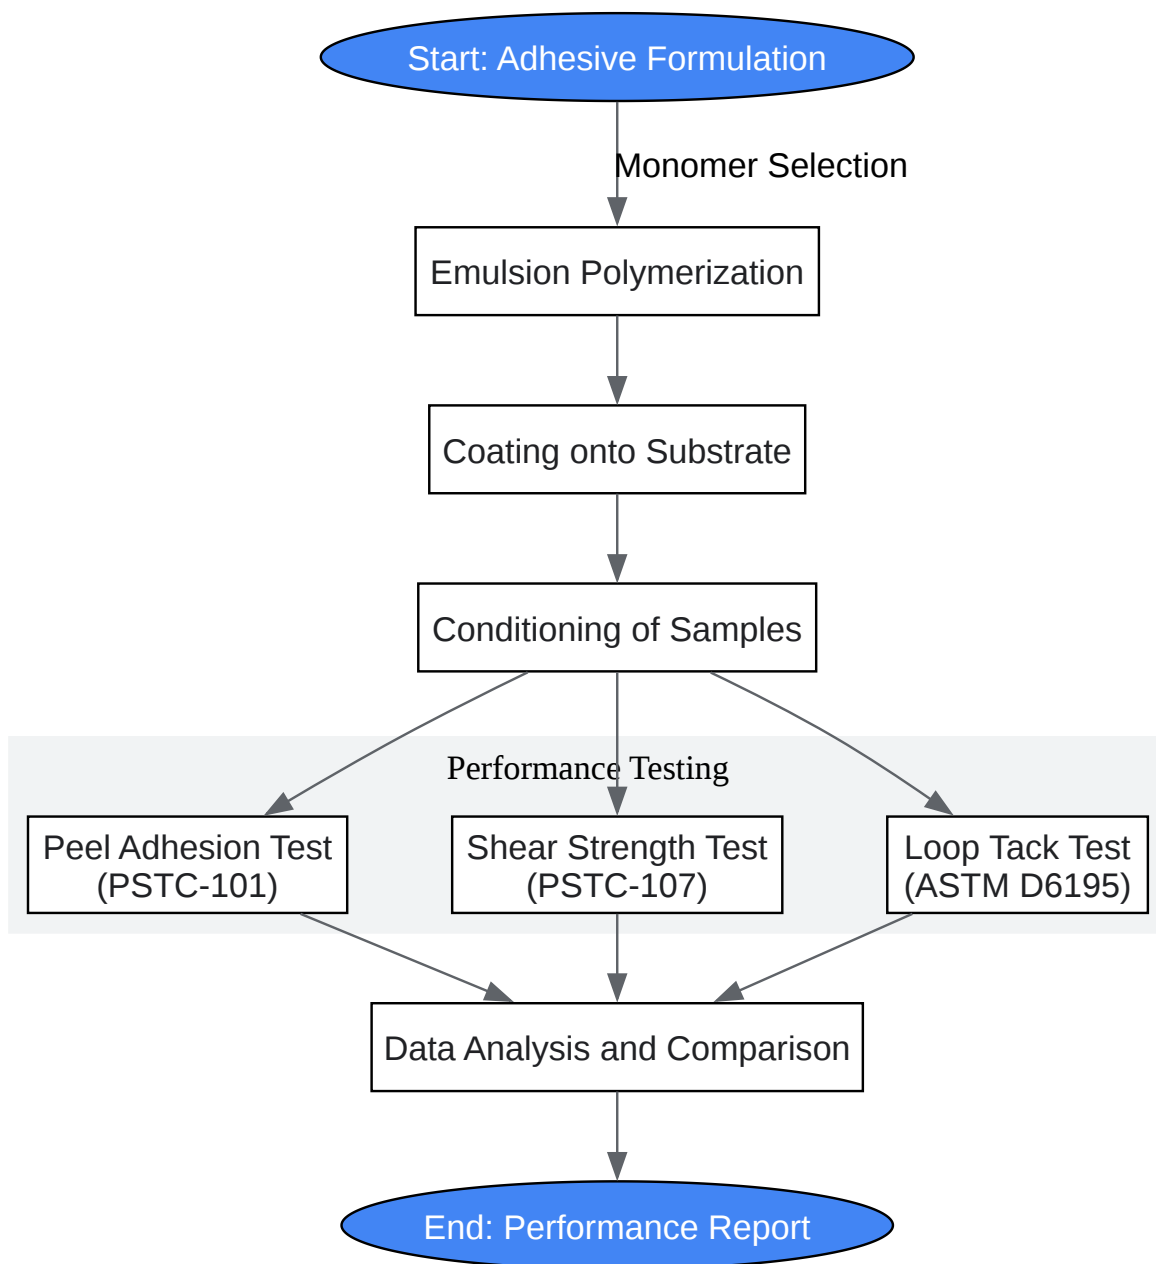 Start: Adhesive Formulation
Monomer Selection
Emulsion Polymerization
Coating onto Substrate
Conditioning of Samples
Performance Testing
Peel Adhesion Test
(PSTC-101)
Shear Strength Test
(PSTC-107)
Loop Tack Test
(ASTM D6195)
Data Analysis and Comparison
End: Performance Report